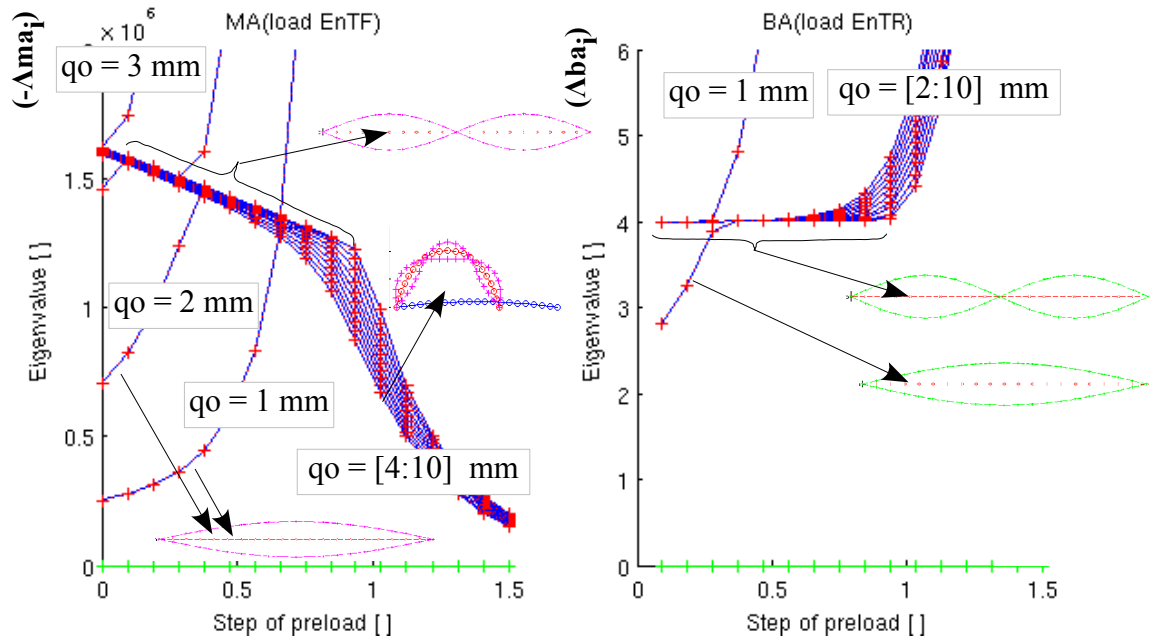 (-Λma_i)
× 10^6
MA(load EnTF)
qo = 3 mm
qo = 2 mm
qo = 1 mm
qo = [4:10] mm
1.5
1
0.5
0
Eigenvalue [ ]
0
0.5
1
1.5
Step of preload [ ]
(Λba_i)
BA(load EnTR)
qo = 1 mm
qo = [2:10] mm
6
5
4
3
2
1
0
Eigenvalue [ ]
0
0.5
1
1.5
Step of preload [ ]